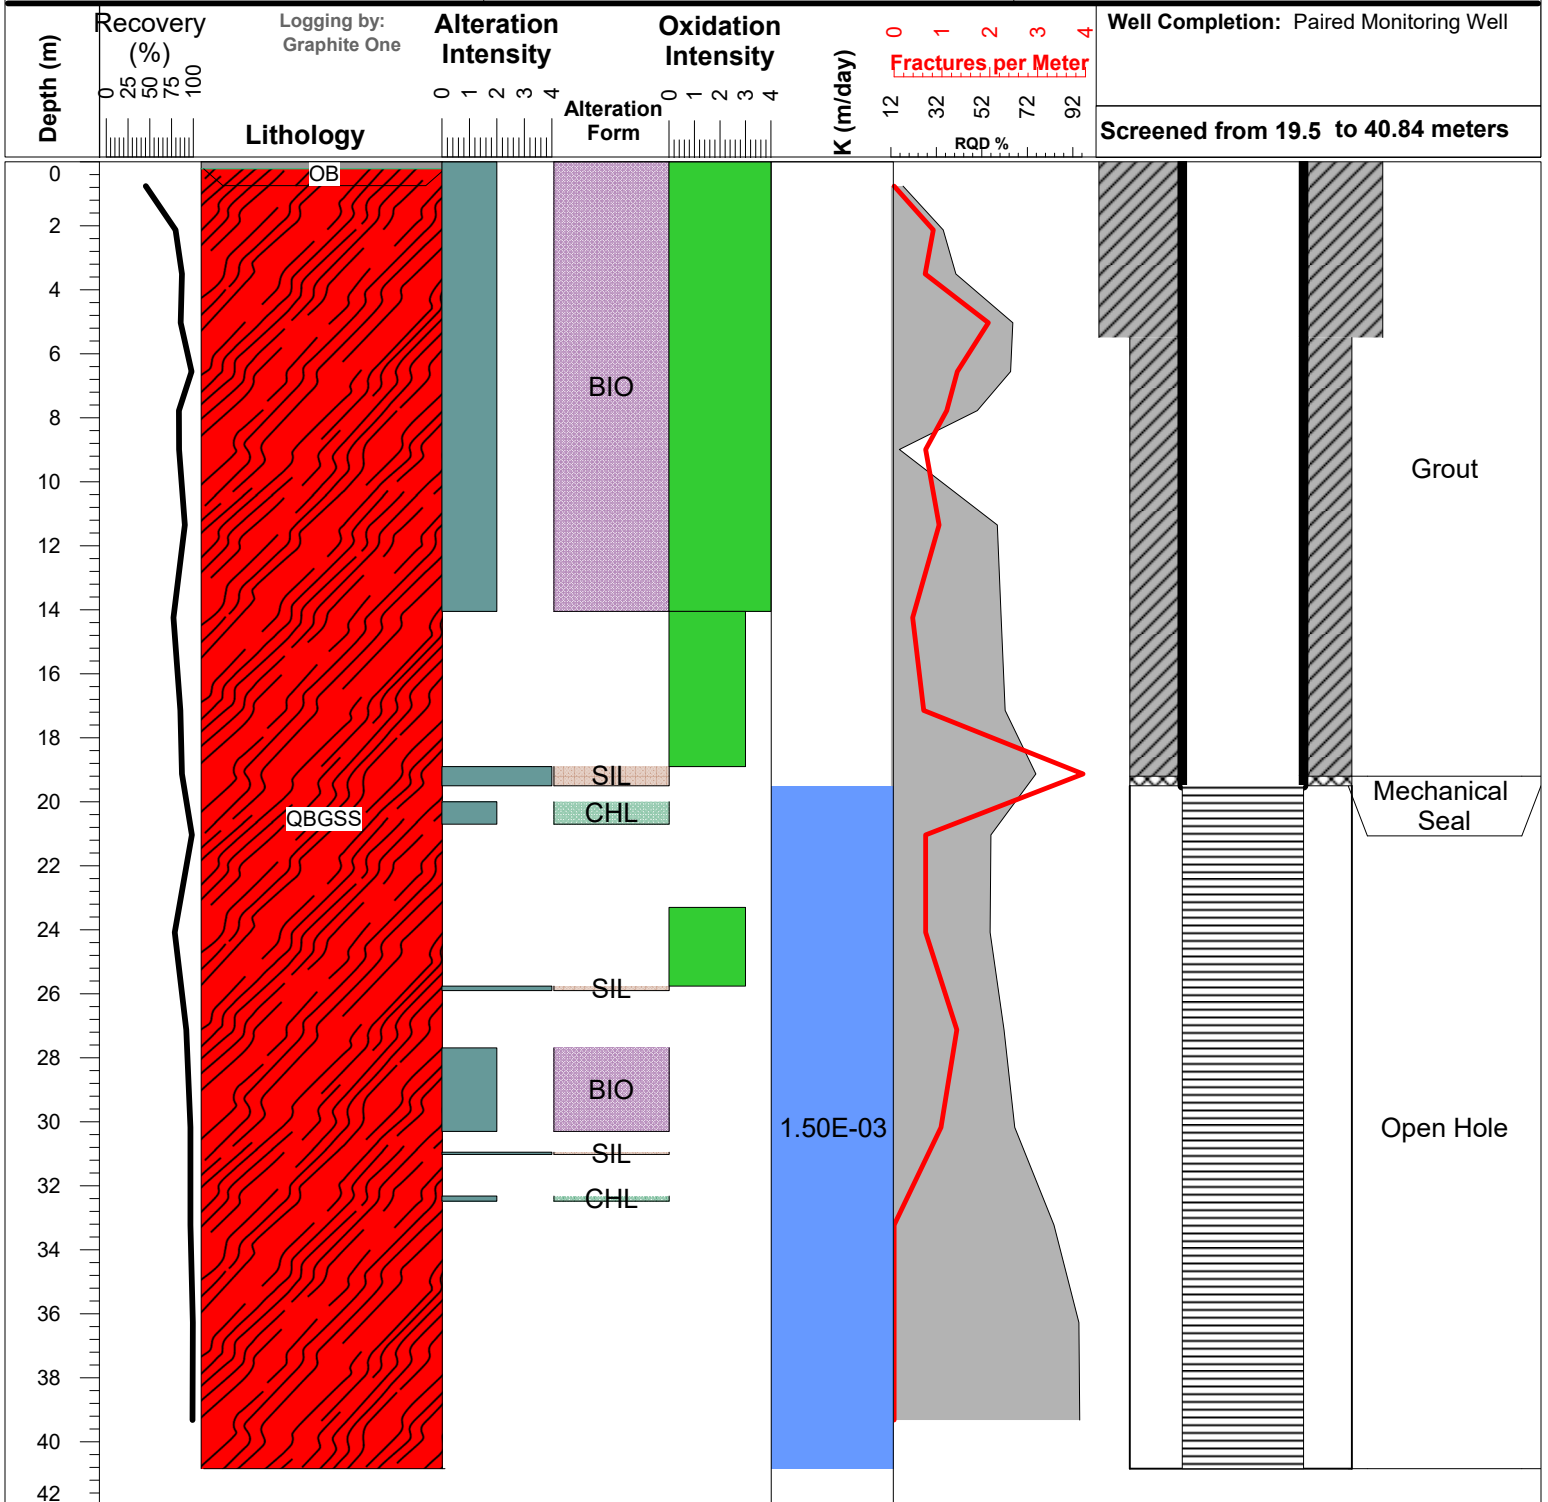 Depth (m)
Recovery
(%)
0 25 50 75 100
Logging by:
Graphite One
Lithology
Alteration
Intensity
0 1 2 3 4
Alteration
Form
Oxidation
Intensity
0 1 2 3 4
K (m/day)
0 1 2 3 4
Fractures per Meter
12 32 52 72 92
RQD %
Well Completion: Paired Monitoring Well
Screened from 19.5 to 40.84 meters
0
2
4
6
8
10
12
14
16
18
20
22
24
26
28
30
32
34
36
38
40
42
OB
QBGSS
BIO
SIL
CHL
SIL
BIO
SIL
CHL
1.50E-03
Grout
Mechanical
Seal
Open Hole